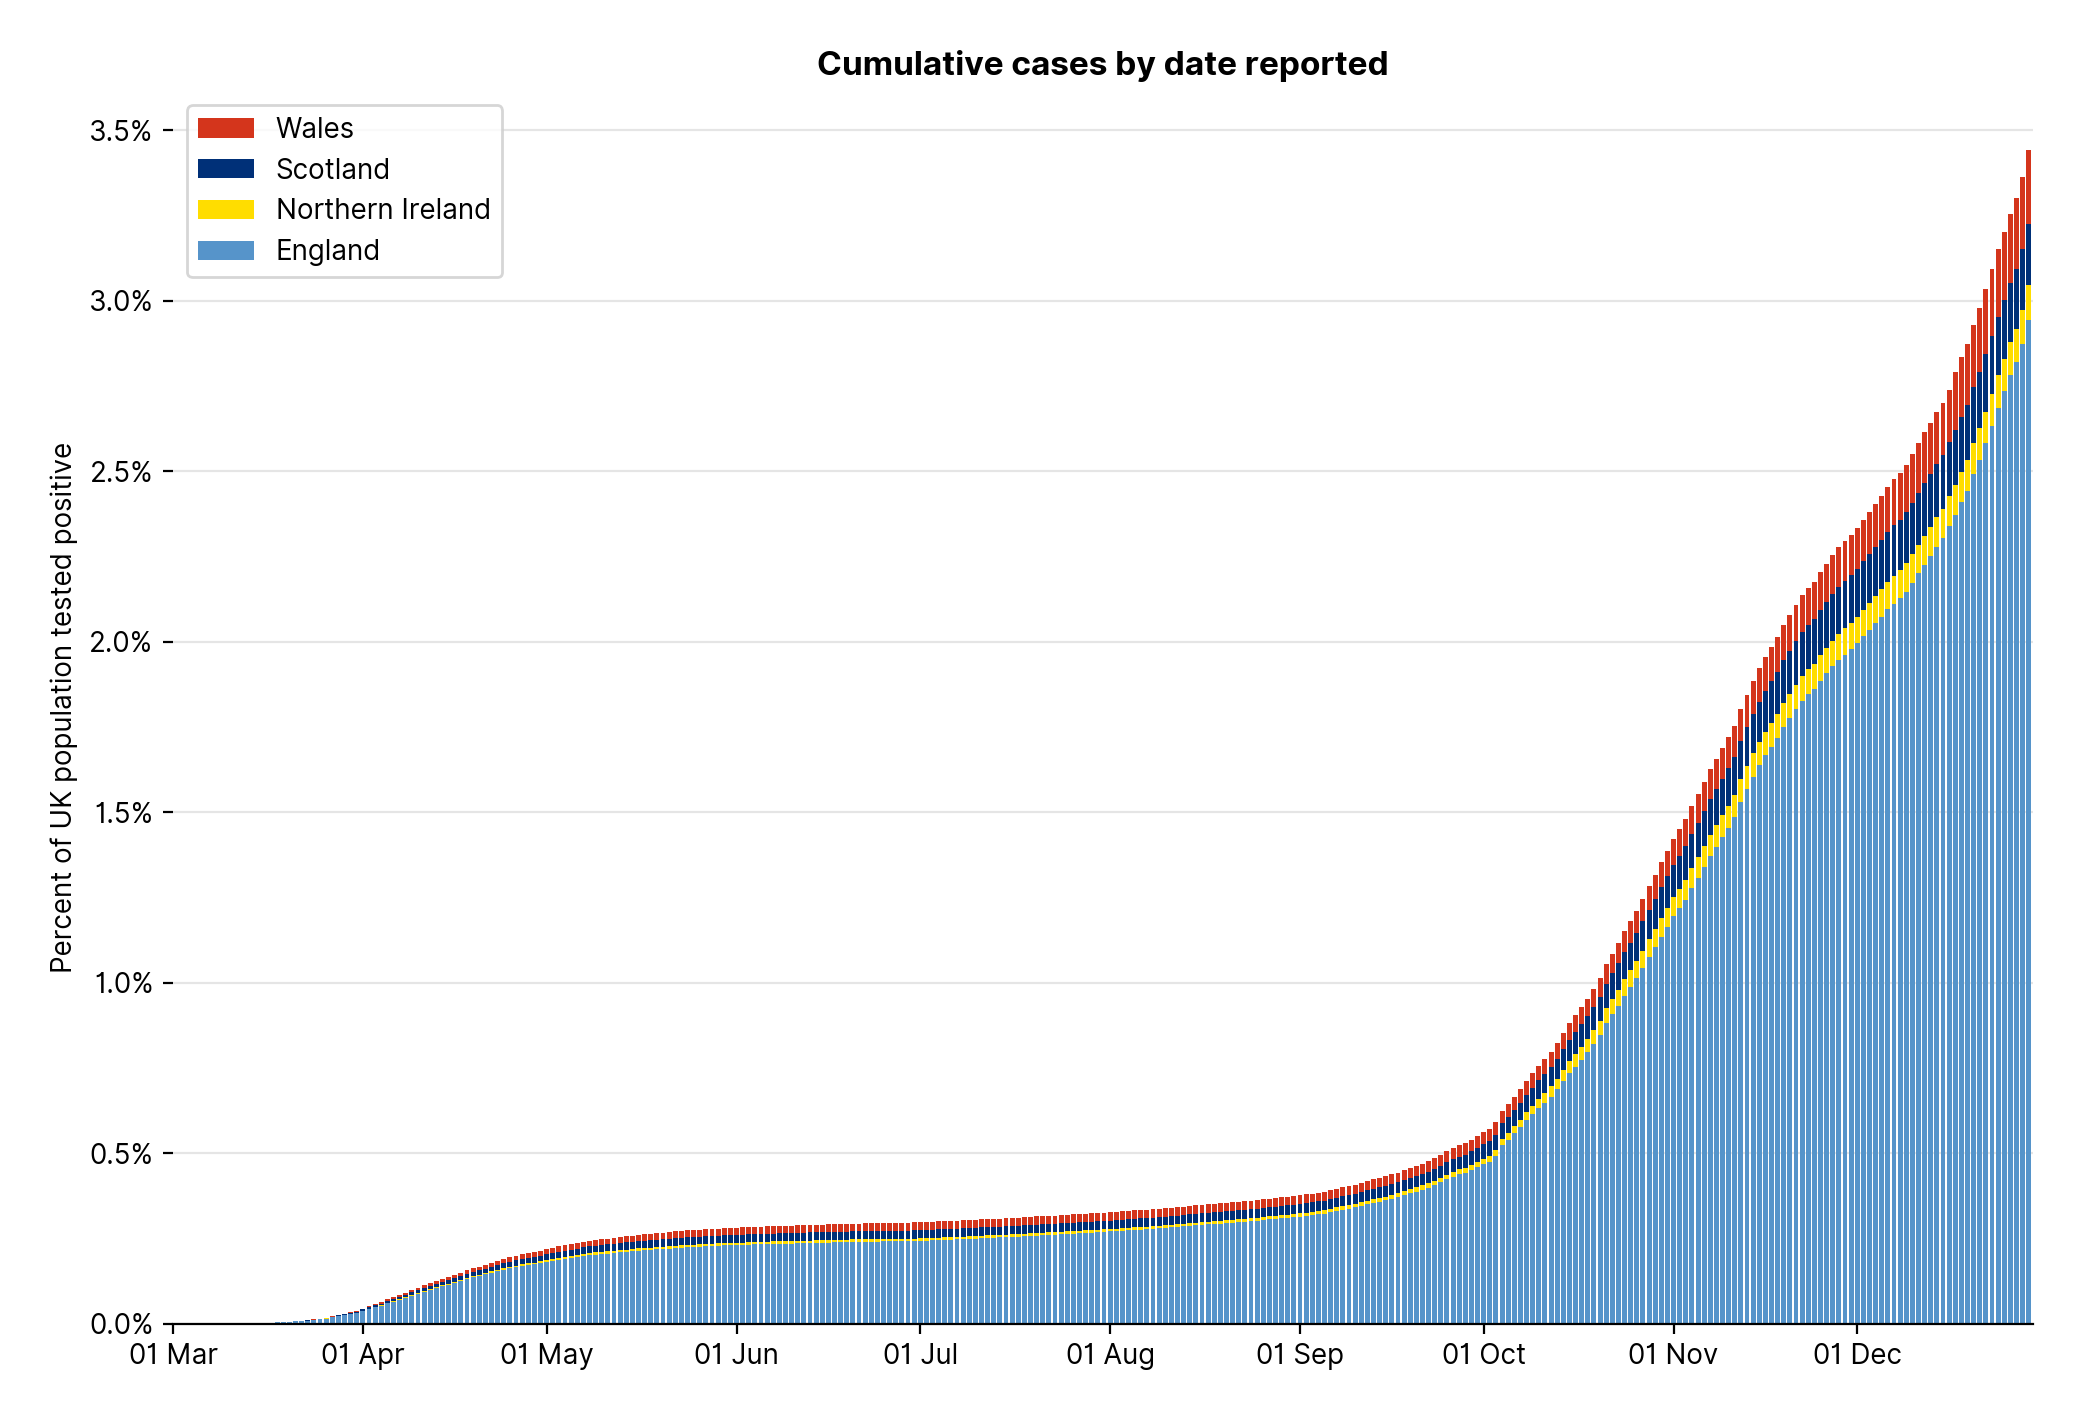 Cumulative cases by date reported
Wales
Scotland
Northern Ireland
England
Percent of UK population tested positive
3.5%
3.0%
2.5%
2.0%
1.5%
1.0%
0.5%
0.0%
01 Mar 01 Apr 01 May 01 Jun 01 Jul 01 Aug 01 Sep 01 Oct 01 Nov 01 Dec